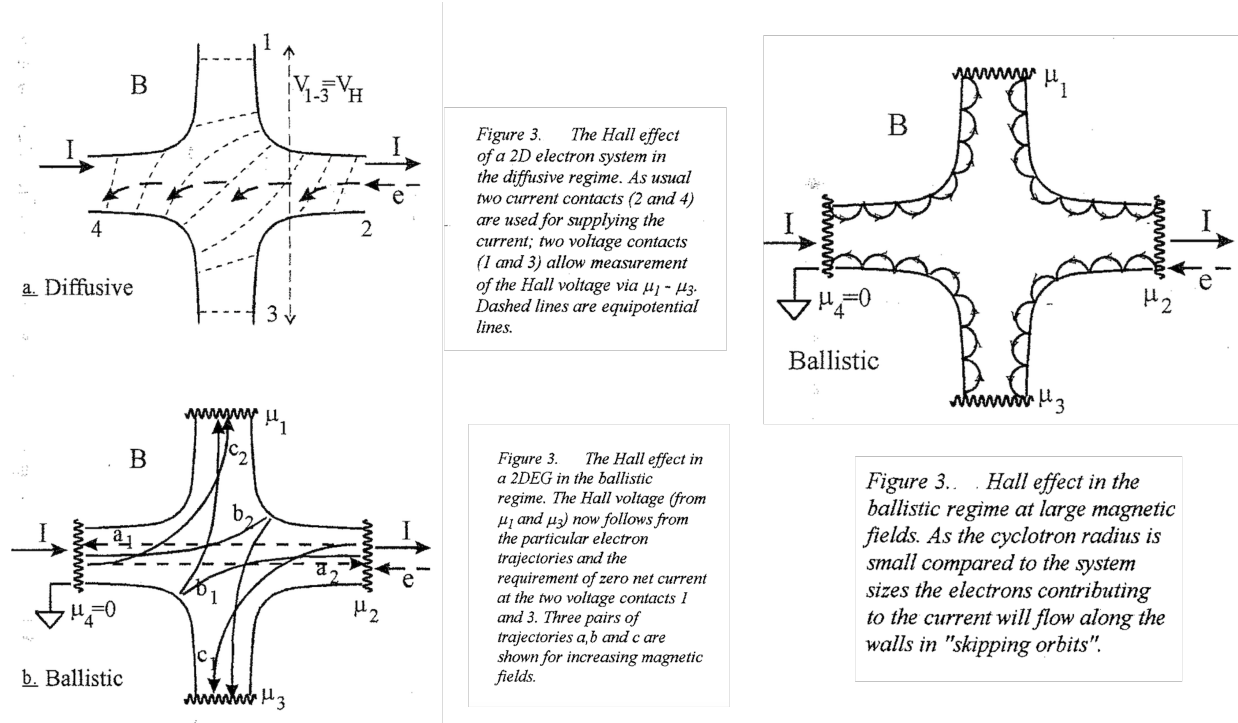 1
B
V1-3=VH
I
I
e
4
2
a. Diffusive
3
Figure 3. The Hall effect
of a 2D electron system in
the diffusive regime. As usual
two current contacts (2 and 4)
are used for supplying the
current; two voltage contacts
(1 and 3) allow measurement
of the Hall voltage via μ1 - μ3.
Dashed lines are equipotential
lines.
μ1
B
I
I
e
μ4=0
μ2
Ballistic
μ3
μ1
B
c2
b2
I
a1
I
a2
e
b1
μ4=0
μ2
c1
b. Ballistic
μ3
Figure 3. The Hall effect in
a 2DEG in the ballistic
regime. The Hall voltage (from
μ1 and μ3) now follows from
the particular electron
trajectories and the
requirement of zero net current
at the two voltage contacts 1
and 3. Three pairs of
trajectories a,b and c are
shown for increasing magnetic
fields.
Figure 3.. . Hall effect in the
ballistic regime at large magnetic
fields. As the cyclotron radius is
small compared to the system
sizes the electrons contributing
to the current will flow along the
walls in "skipping orbits".